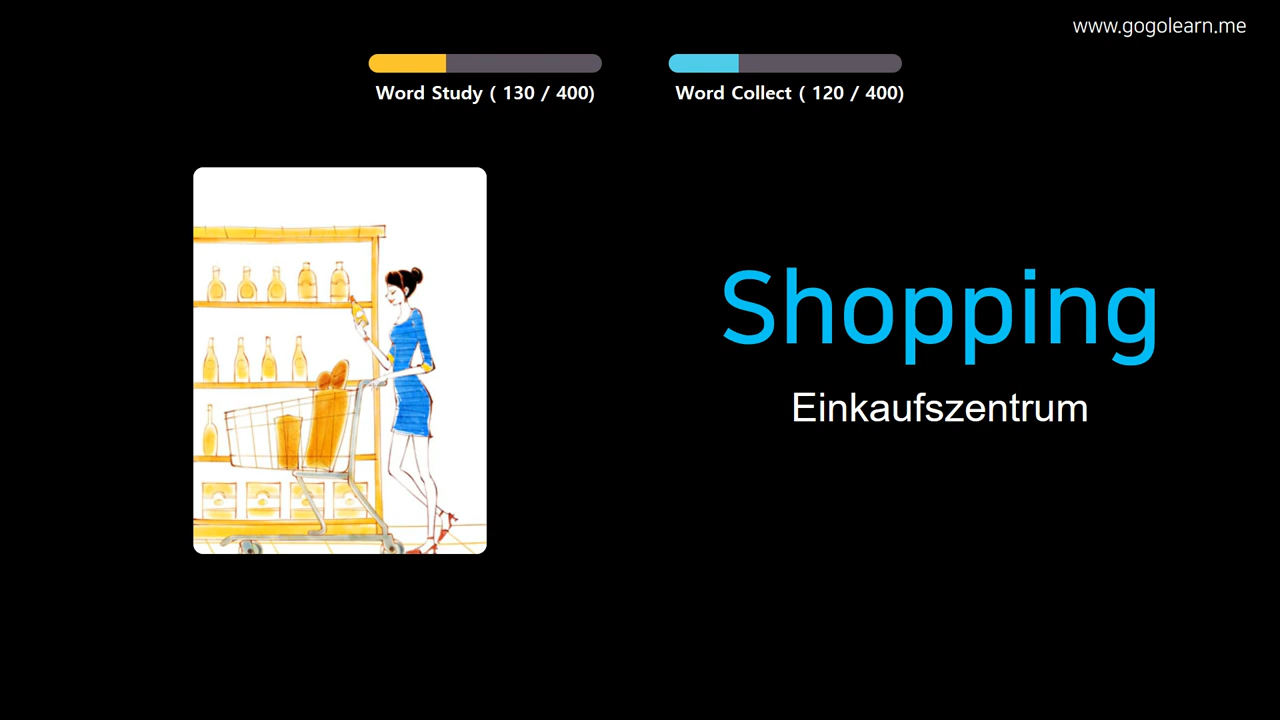 www.gogolearn.me
Word Study ( 130 / 400)
Word Collect ( 120 / 400)
Shopping
Einkaufszentrum